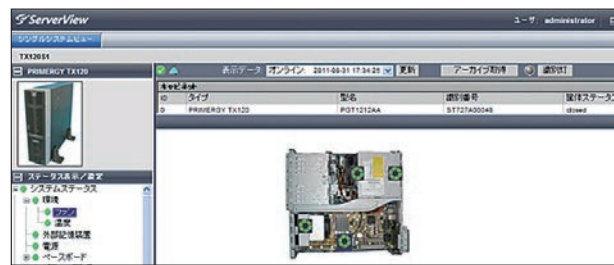 ServerView
ユーザ: administrator
シングルシステムビュー
TX120S1
PRIMERGY TX120
表示データ: オンライン: 2011-08-31 17:34:25 更新 アーカイブ取得 識別灯
キャビネット
ID タイプ 型名 識別番号 筐体ステータス
0 PRIMERGY TX120 PGT1212AA ST727A00048 closed
ステータス表示／設定
システムステータス
環境
ファン
温度
外部記憶装置
電源
ベースボード